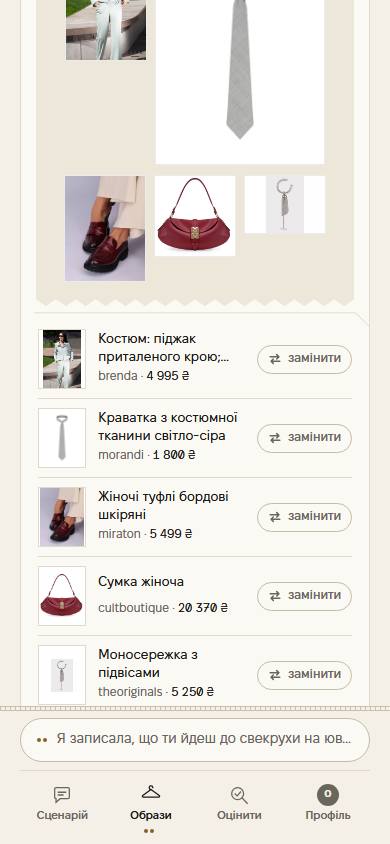 Костюм: піджак
приталеного крою;...
brenda · 4 995 ₴
замінити
Краватка з костюмної
тканини світло-сіра
morandi · 1 800 ₴
замінити
Жіночі туфлі бордові
шкіряні
miraton · 5 499 ₴
замінити
Сумка жіноча
cultboutique · 20 370 ₴
замінити
Моносережка з
підвісами
theoriginals · 5 250 ₴
замінити
Я записала, що ти йдеш до свекрухи на юв...
Сценарій
Образи
Оцінити
0
Профіль